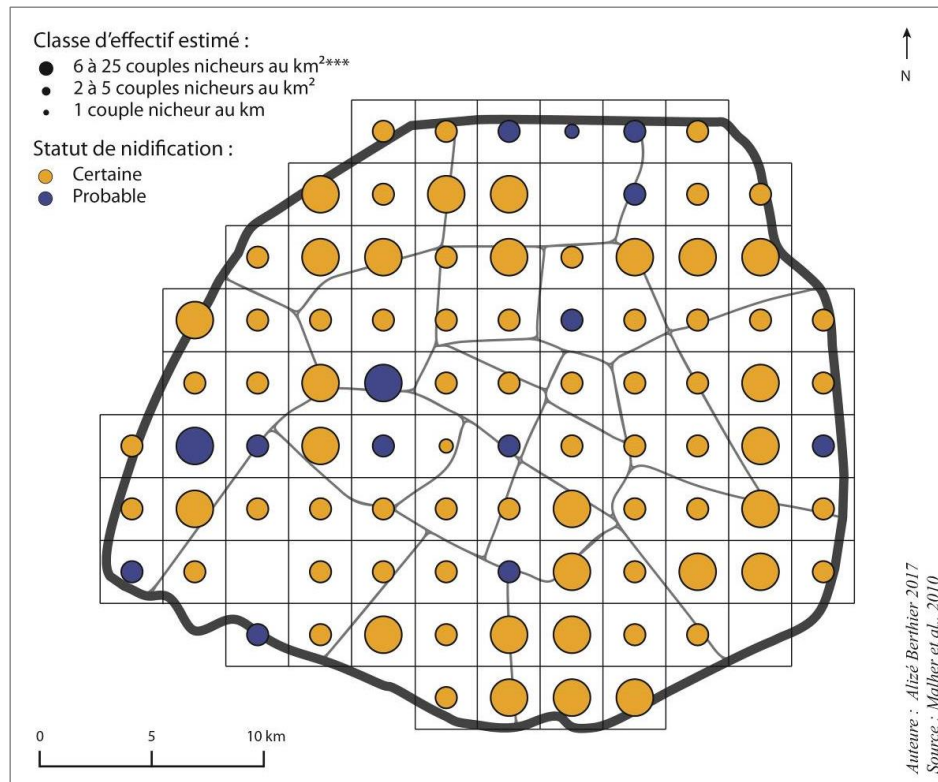 Classe d'effectif estimé :
6 à 25 couples nicheurs au km²***
2 à 5 couples nicheurs au km²
1 couple nicheur au km
Statut de nidification :
Certaine
Probable
N
0 5 10 km
Auteure : Alizé Berthier 2017
Source : Malher et al., 2010